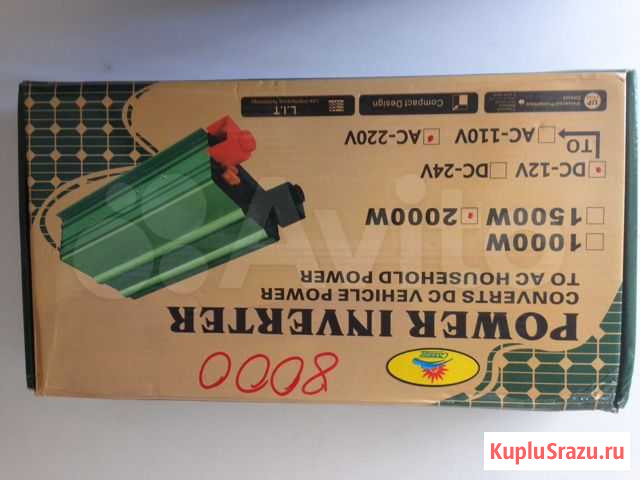 8000
POWER INVERTER
CONVERTS DC VEHICLE POWER
TO AC HOUSEHOLD POWER
1000W
1500W 2000W
DC-12V DC-24V
TO
AC-110V AC-220V
Compact Design
L.I.T
Avito
KupluSrazu.ru